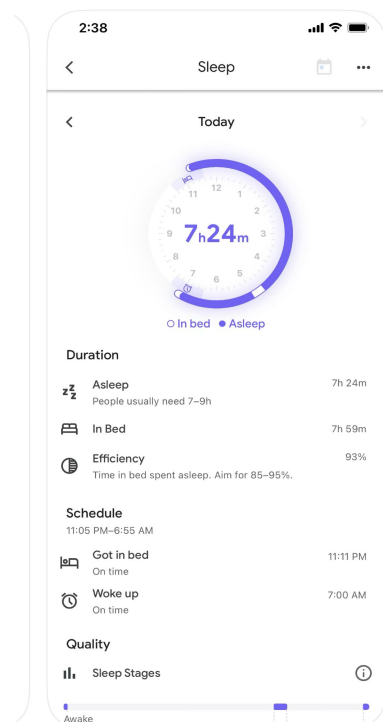 2:38
Sleep
Today
12
11
1
10
2
9
3
8
4
7
5
6
7h24m
In bed
Asleep
Duration
Asleep
7h 24m
People usually need 7–9h
In Bed
7h 59m
Efficiency
93%
Time in bed spent asleep. Aim for 85–95%.
Schedule
11:05 PM–6:55 AM
Got in bed
11:11 PM
On time
Woke up
7:00 AM
On time
Quality
Sleep Stages
Awake